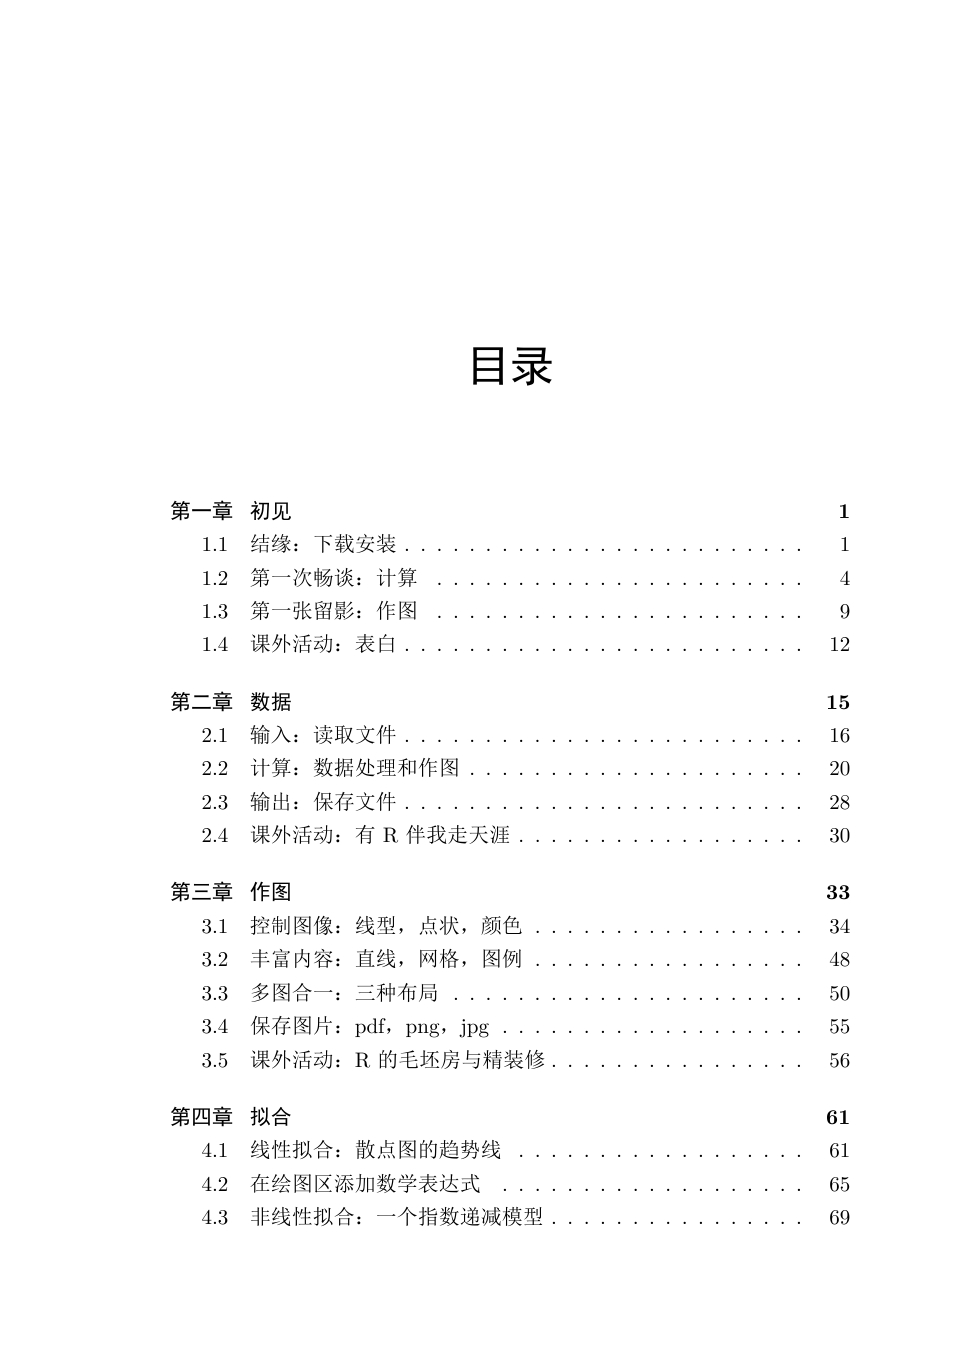 目录
第一章 初见 1
1.1 结缘：下载安装 . . . . . . . . . . . . . . . . . . . . . . . . . 1
1.2 第一次畅谈：计算 . . . . . . . . . . . . . . . . . . . . . . . 4
1.3 第一张留影：作图 . . . . . . . . . . . . . . . . . . . . . . . 9
1.4 课外活动：表白 . . . . . . . . . . . . . . . . . . . . . . . . . 12
第二章 数据 15
2.1 输入：读取文件 . . . . . . . . . . . . . . . . . . . . . . . . . 16
2.2 计算：数据处理和作图 . . . . . . . . . . . . . . . . . . . . . 20
2.3 输出：保存文件 . . . . . . . . . . . . . . . . . . . . . . . . . 28
2.4 课外活动：有 R 伴我走天涯 . . . . . . . . . . . . . . . . . . 30
第三章 作图 33
3.1 控制图像：线型，点状，颜色 . . . . . . . . . . . . . . . . . 34
3.2 丰富内容：直线，网格，图例 . . . . . . . . . . . . . . . . . 48
3.3 多图合一：三种布局 . . . . . . . . . . . . . . . . . . . . . . 50
3.4 保存图片：pdf，png，jpg . . . . . . . . . . . . . . . . . . . 55
3.5 课外活动：R 的毛坯房与精装修 . . . . . . . . . . . . . . . . 56
第四章 拟合 61
4.1 线性拟合：散点图的趋势线 . . . . . . . . . . . . . . . . . . 61
4.2 在绘图区添加数学表达式 . . . . . . . . . . . . . . . . . . . 65
4.3 非线性拟合：一个指数递减模型 . . . . . . . . . . . . . . . . 69